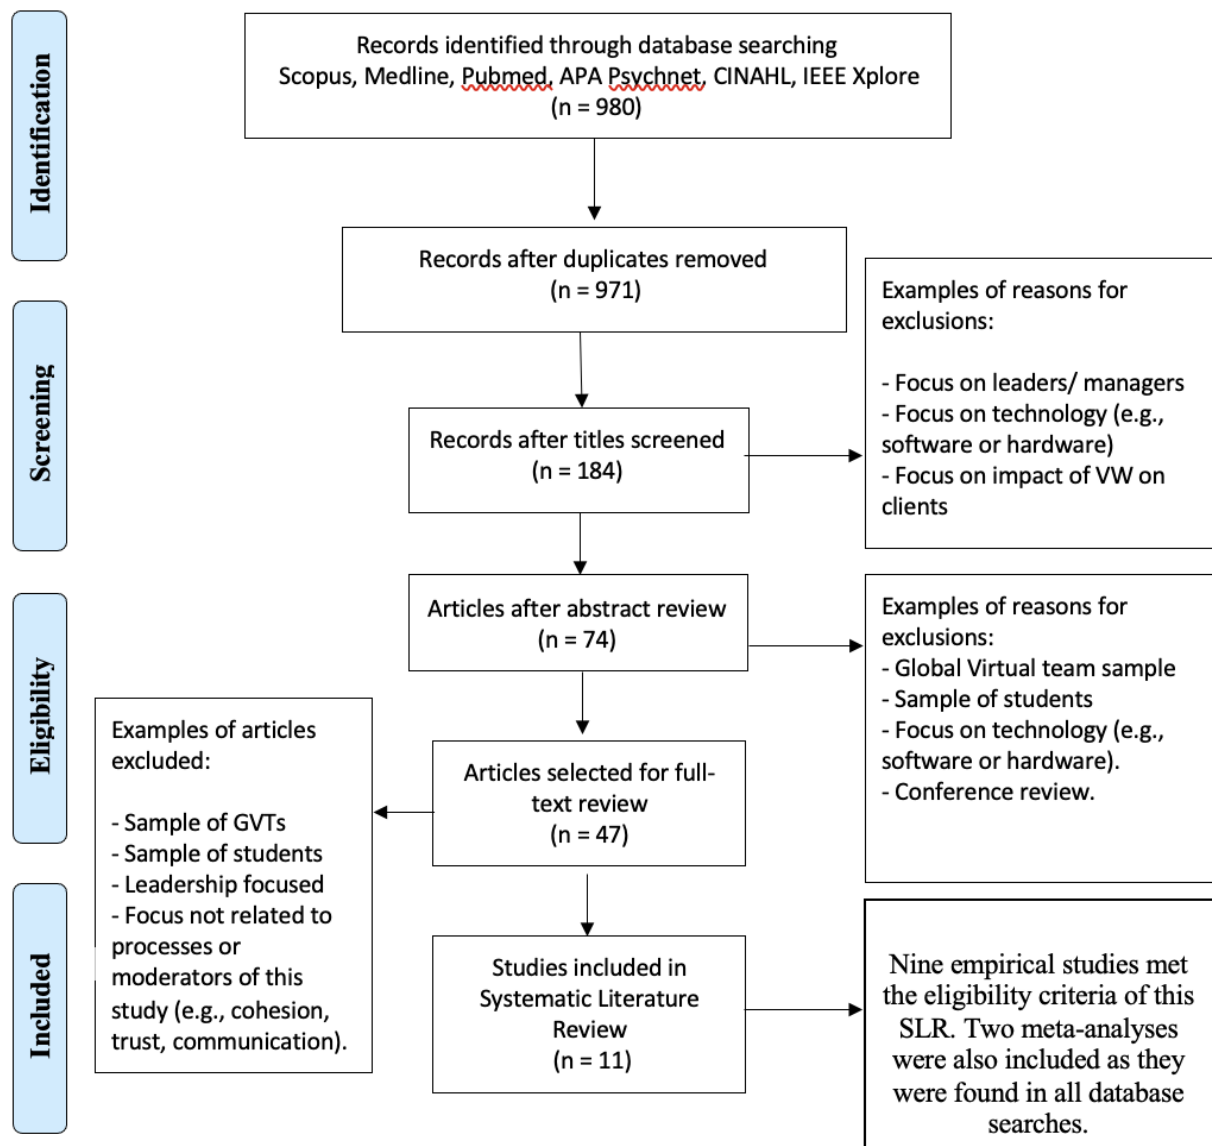 Identification
Records identified through database searching
Scopus, Medline, Pubmed, APA Psychnet, CINAHL, IEEE Xplore
(n = 980)
Records after duplicates removed
(n = 971)
Screening
Records after titles screened
(n = 184)
Examples of reasons for
exclusions:
- Focus on leaders/ managers
- Focus on technology (e.g.,
software or hardware)
- Focus on impact of VW on
clients
Eligibility
Articles after abstract review
(n = 74)
Examples of reasons for
exclusions:
- Global Virtual team sample
- Sample of students
- Focus on technology (e.g.,
software or hardware).
- Conference review.
Articles selected for full-
text review
(n = 47)
Examples of articles
excluded:
- Sample of GVTs
- Sample of students
- Leadership focused
- Focus not related to
processes or
moderators of this
study (e.g., cohesion,
trust, communication).
Included
Studies included in
Systematic Literature
Review
(n = 11)
Nine empirical studies met
the eligibility criteria of this
SLR. Two meta-analyses
were also included as they
were found in all database
searches.